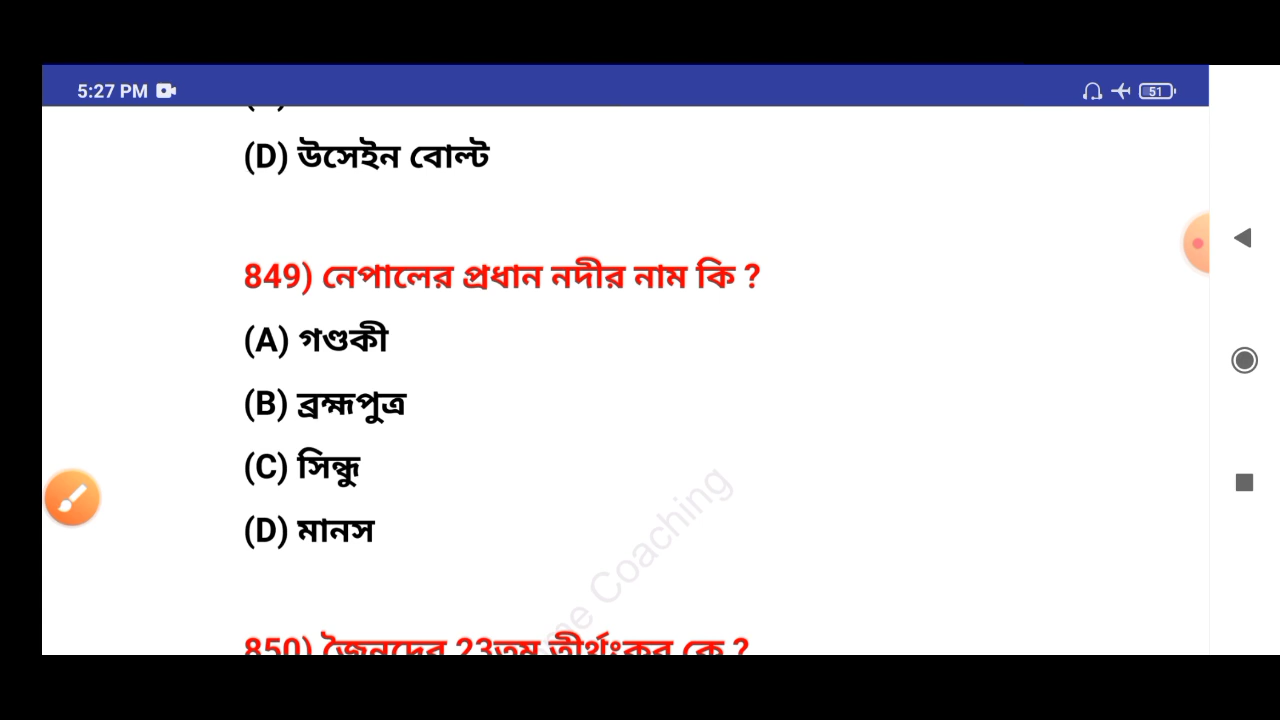 5:27 PM
51
(D) উসেইন বোল্ট
849) নেপালের প্রধান নদীর নাম কি ?
(A) গণ্ডকী
(B) ব্রহ্মপুত্র
(C) সিন্ধু
(D) মানস
me Coaching
850) জৈনদের 23তম তীর্থংকর কে ?